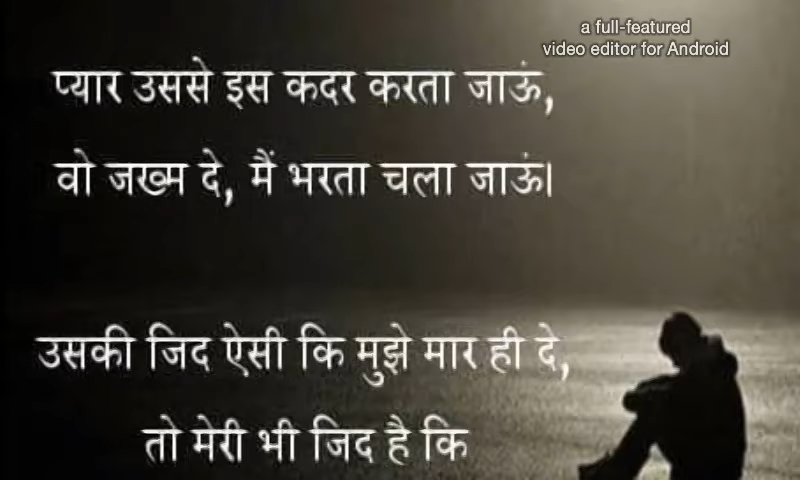 a full-featured
video editor for Android
प्यार उससे इस कदर करता जाऊं,
वो जख्म दे, मैं भरता चला जाऊं।
उसकी जिद ऐसी कि मुझे मार ही दे,
तो मेरी भी जिद है कि